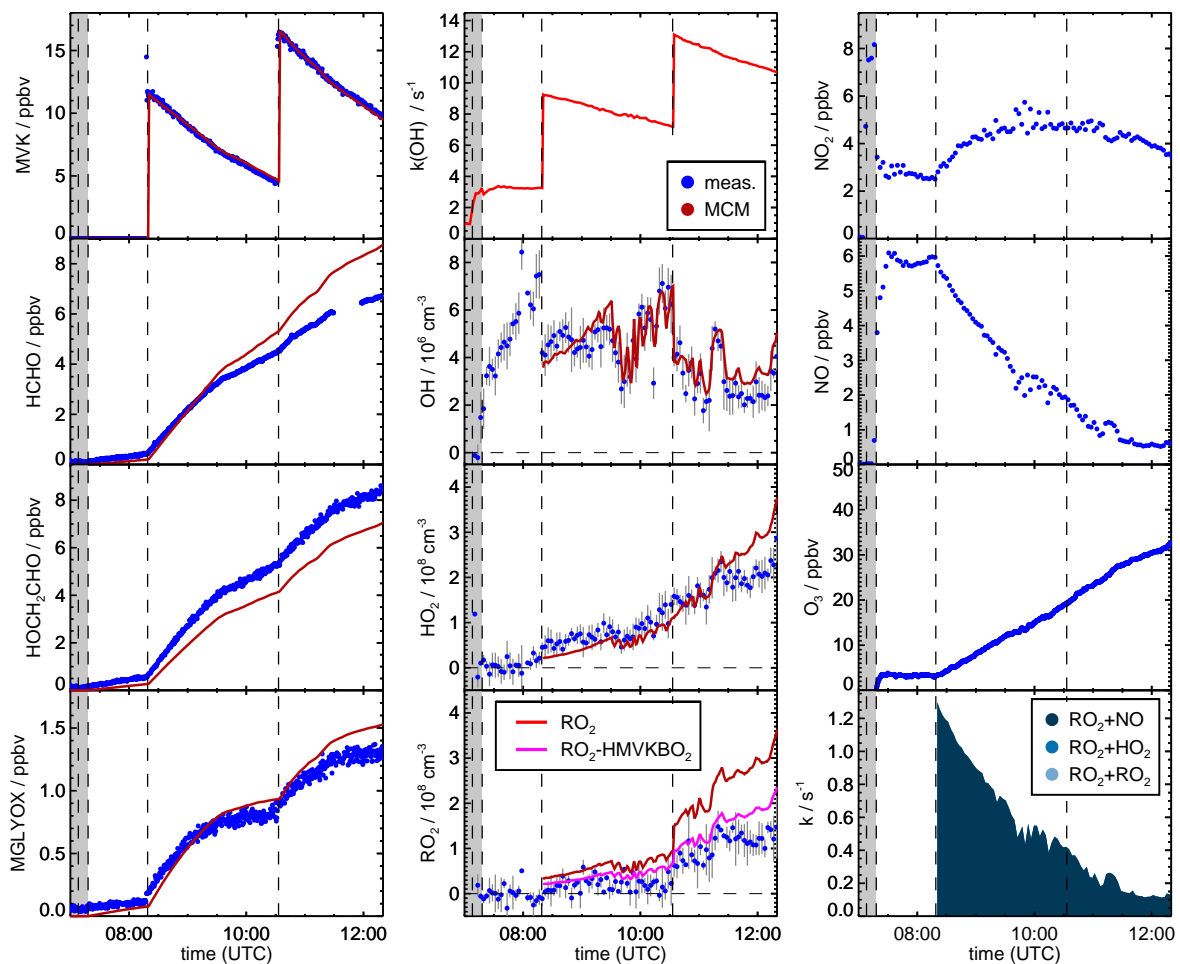 MVK / ppbv
15
10
5
0
HCHO / ppbv
8
6
4
2
0
HOCH₂CHO / ppbv
8
6
4
2
0
MGLYOX / ppbv
1.5
1.0
0.5
0.0
08:00 10:00 12:00
time (UTC)
k(OH) / s⁻¹
14
12
10
8
6
4
2
0
meas.
MCM
OH / 10⁶ cm⁻³
8
6
4
2
0
HO₂ / 10⁸ cm⁻³
4
3
2
1
0
RO₂ / 10⁸ cm⁻³
4
3
2
1
0
RO₂
RO₂-HMVKBO₂
08:00 10:00 12:00
time (UTC)
NO₂ / ppbv
8
6
4
2
0
NO / ppbv
6
5
4
3
2
1
0
O₃ / ppbv
50
40
30
20
10
0
k / s⁻¹
1.2
1.0
0.8
0.6
0.4
0.2
0.0
RO₂+NO
RO₂+HO₂
RO₂+RO₂
08:00 10:00 12:00
time (UTC)